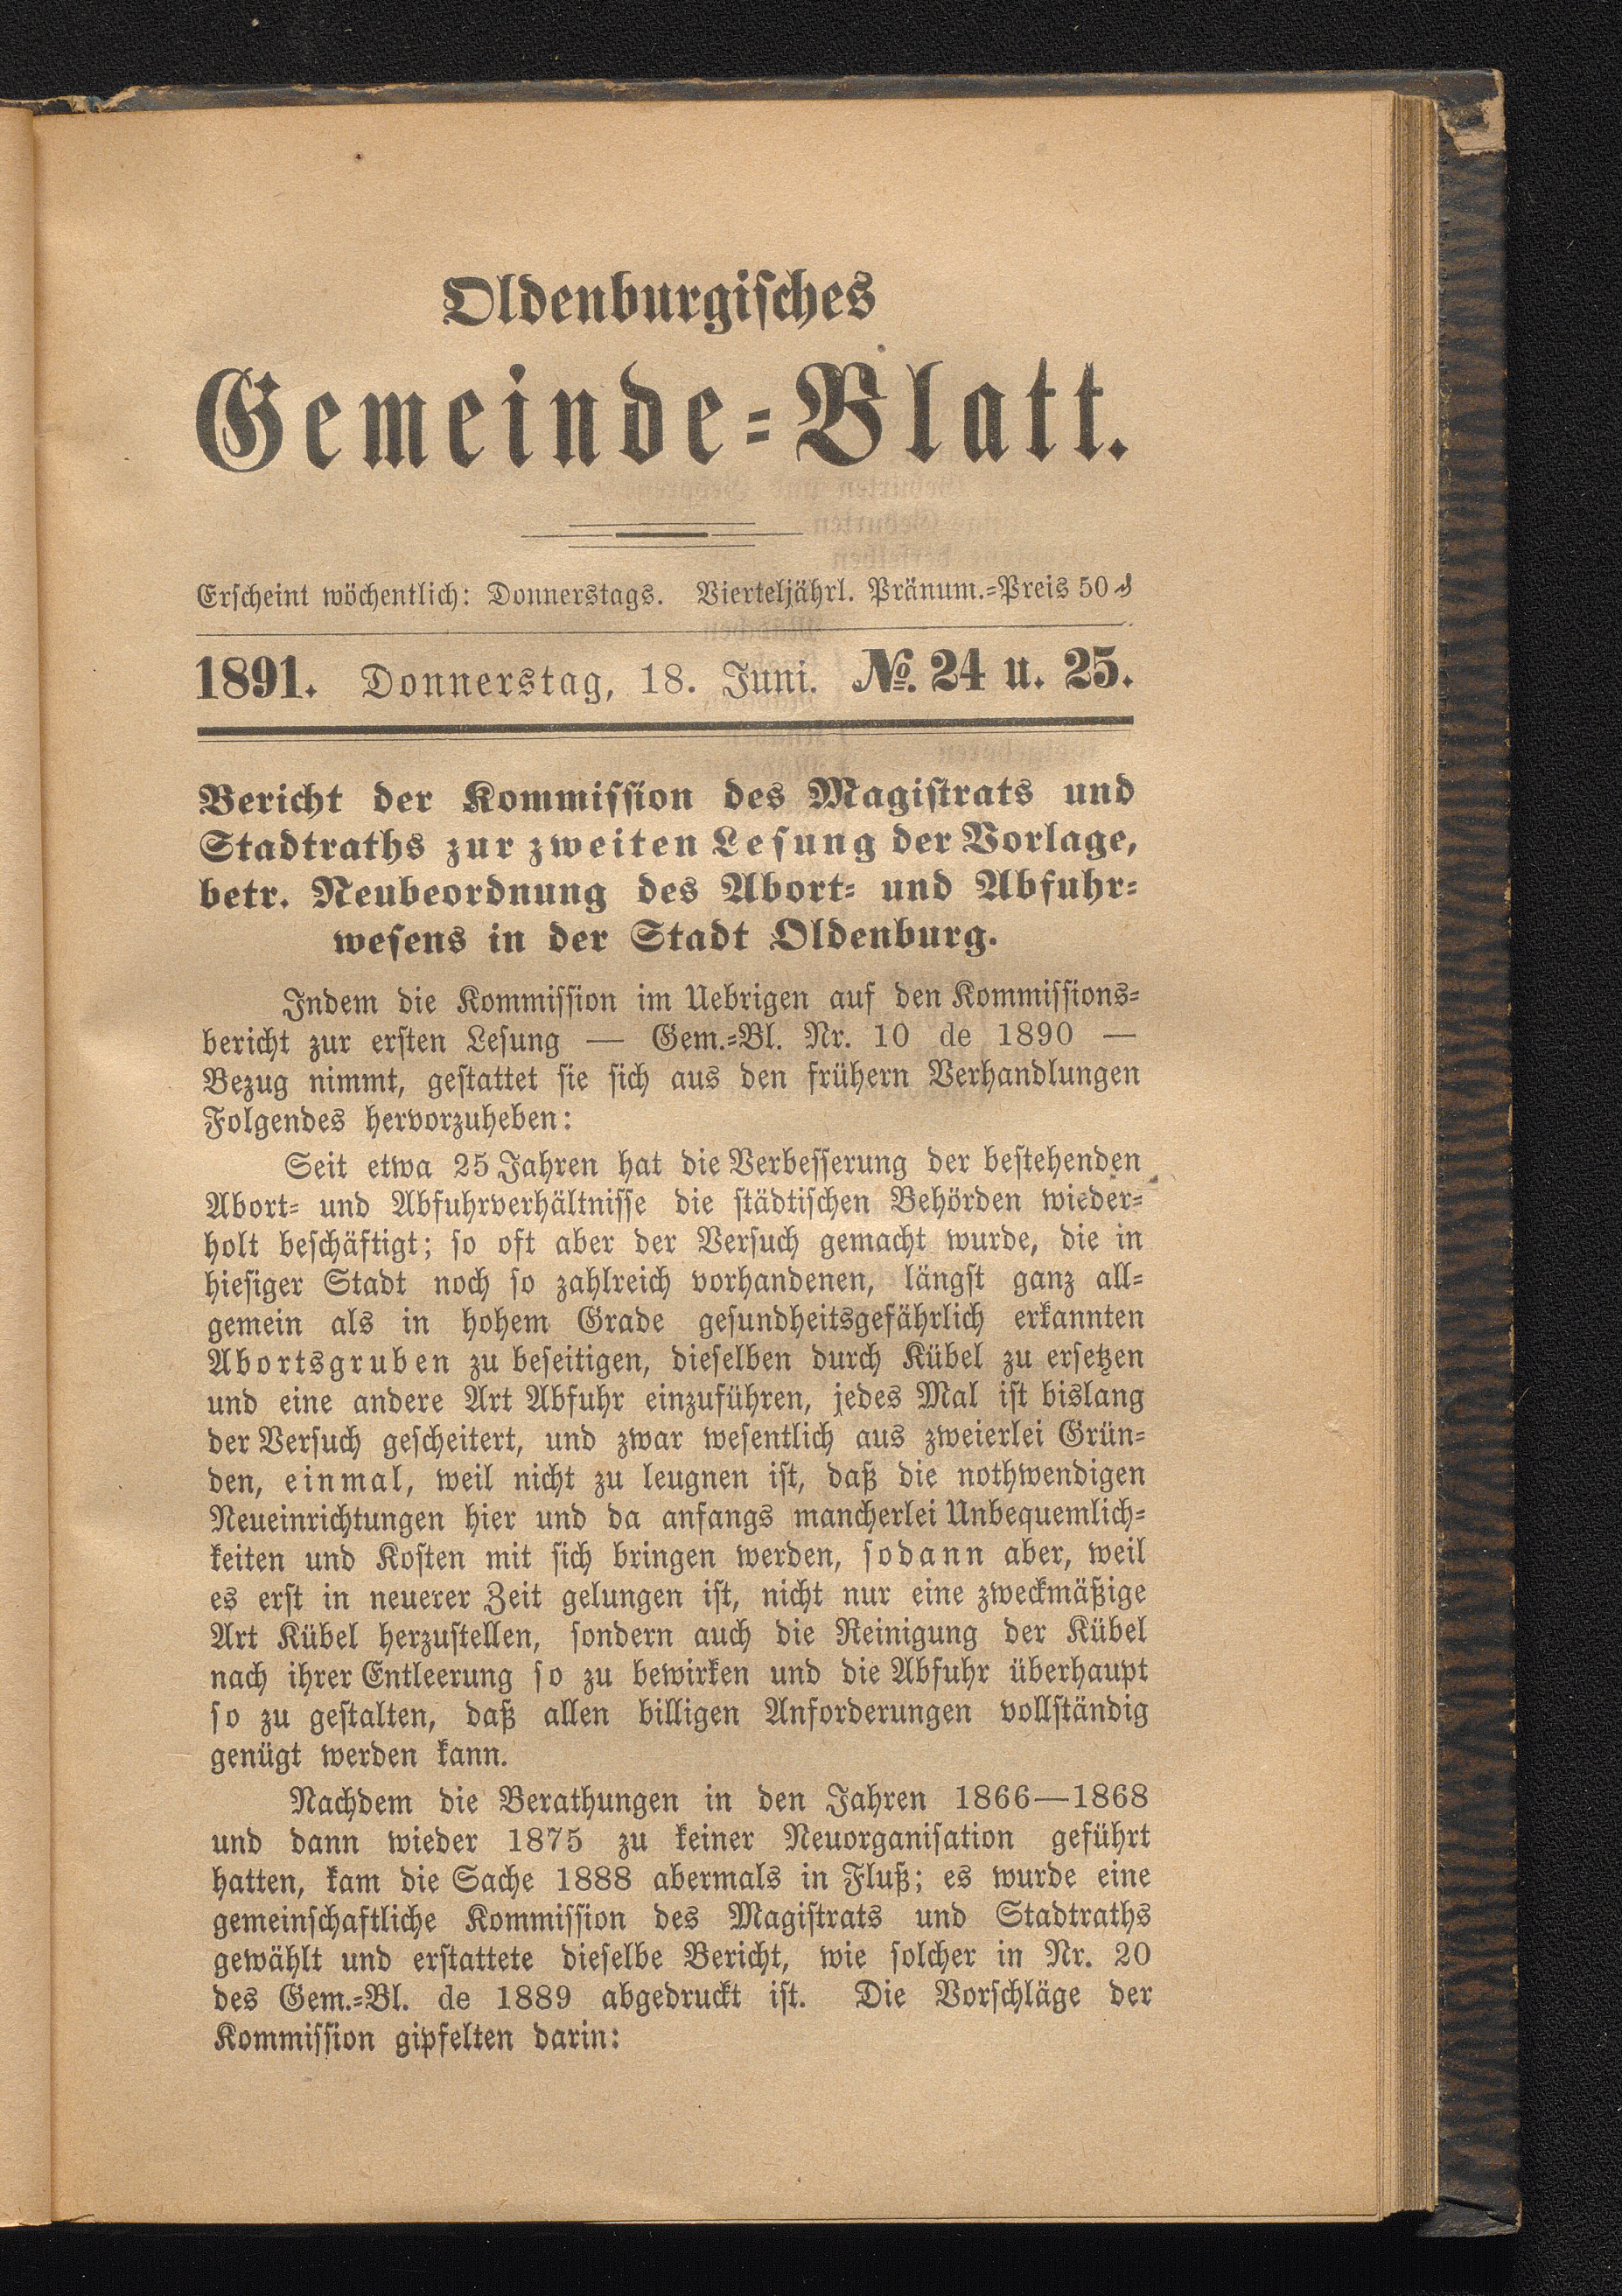 Oldenburgisches
Gemeinde-Blatt.
Erscheint wöchentlich: Donnerstags. Vierteljährl. Pränum.-Preis 50 ₰
1891. Donnerstag, 18. Juni. №. 24 u. 25.
Bericht der Kommission des Magistrats und
Stadtraths zur zweiten Lesung der Vorlage,
betr. Neubeordnung des Abort- und Abfuhr-
wesens in der Stadt Oldenburg.
Indem die Kommission im Uebrigen auf den Kommissions-
bericht zur ersten Lesung — Gem.-Bl. Nr. 10 de 1890 —
Bezug nimmt, gestattet sie sich aus den frühern Verhandlungen
Folgendes hervorzuheben:
Seit etwa 25 Jahren hat die Verbesserung der bestehenden
Abort- und Abfuhrverhältnisse die städtischen Behörden wieder-
holt beschäftigt; so oft aber der Versuch gemacht wurde, die in
hiesiger Stadt noch so zahlreich vorhandenen, längst ganz all-
gemein als in hohem Grade gesundheitsgefährlich erkannten
Abortsgruben zu beseitigen, dieselben durch Kübel zu ersetzen
und eine andere Art Abfuhr einzuführen, jedes Mal ist bislang
der Versuch gescheitert, und zwar wesentlich aus zweierlei Grün-
den, einmal, weil nicht zu leugnen ist, daß die nothwendigen
Neueinrichtungen hier und da anfangs mancherlei Unbequemlich-
keiten und Kosten mit sich bringen werden, sodann aber, weil
es erst in neuerer Zeit gelungen ist, nicht nur eine zweckmäßige
Art Kübel herzustellen, sondern auch die Reinigung der Kübel
nach ihrer Entleerung so zu bewirken und die Abfuhr überhaupt
so zu gestalten, daß allen billigen Anforderungen vollständig
genügt werden kann.
Nachdem die Berathungen in den Jahren 1866—1868
und dann wieder 1875 zu keiner Neuorganisation geführt
hatten, kam die Sache 1888 abermals in Fluß; es wurde eine
gemeinschaftliche Kommission des Magistrats und Stadtraths
gewählt und erstattete dieselbe Bericht, wie solcher in Nr. 20
des Gem.-Bl. de 1889 abgedruckt ist. Die Vorschläge der
Kommission gipfelten darin: